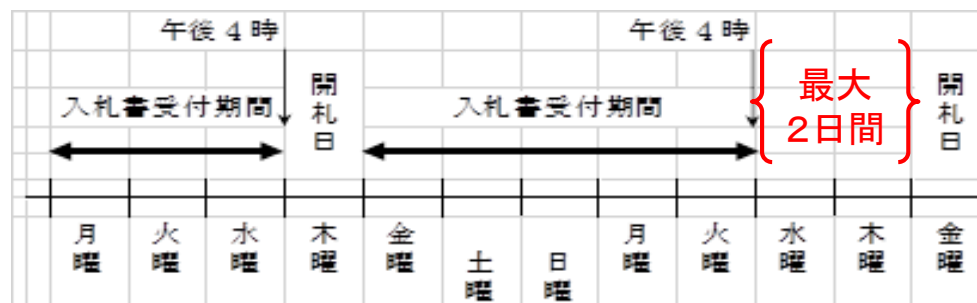 午後4時
午後4時
入札書受付期間
開札日
入札書受付期間
最大
2日間
開札日
月曜
火曜
水曜
木曜
金曜
土曜
日曜
月曜
火曜
水曜
木曜
金曜